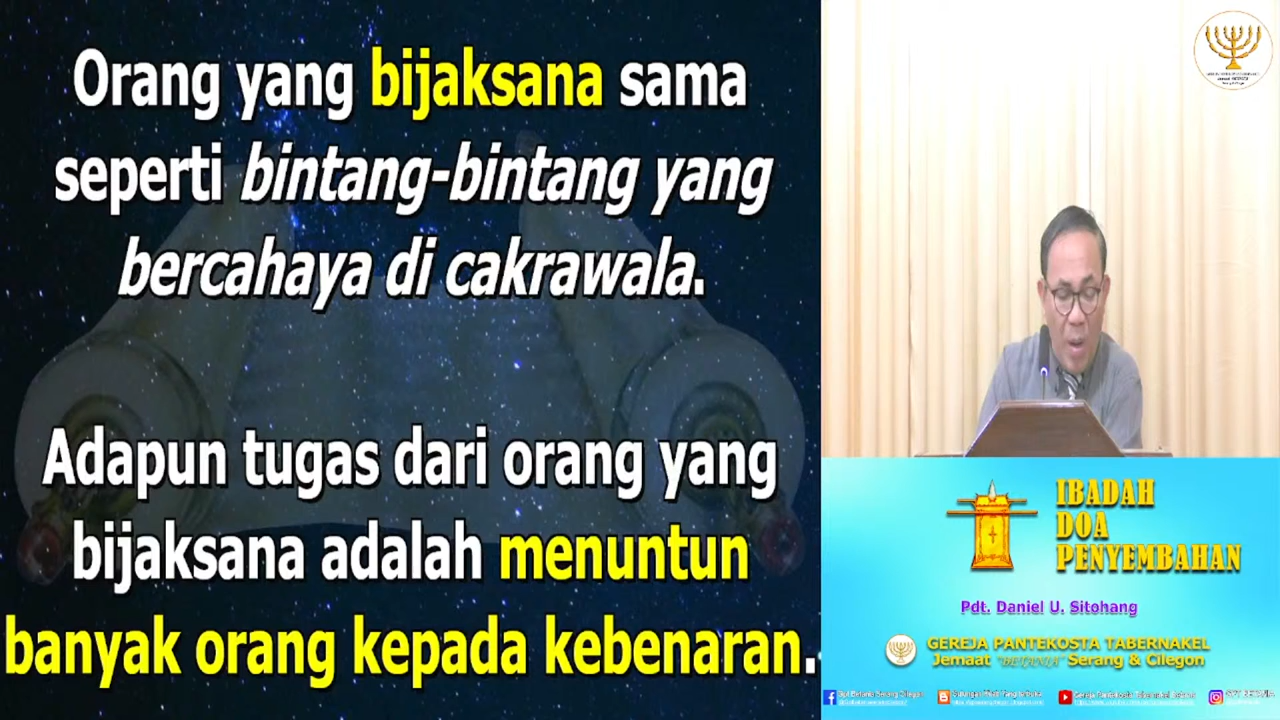 Orang yang bijaksana sama
seperti bintang-bintang yang
bercahaya di cakrawala.
Adapun tugas dari orang yang
bijaksana adalah menuntun
banyak orang kepada kebenaran.
IBADAH
DOA
PENYEMBAHAN
Pdt. Daniel U. Sitohang
GEREJA PANTEKOSTA TABERNAKEL
Jemaat "BETANIA" Serang & Cilegon